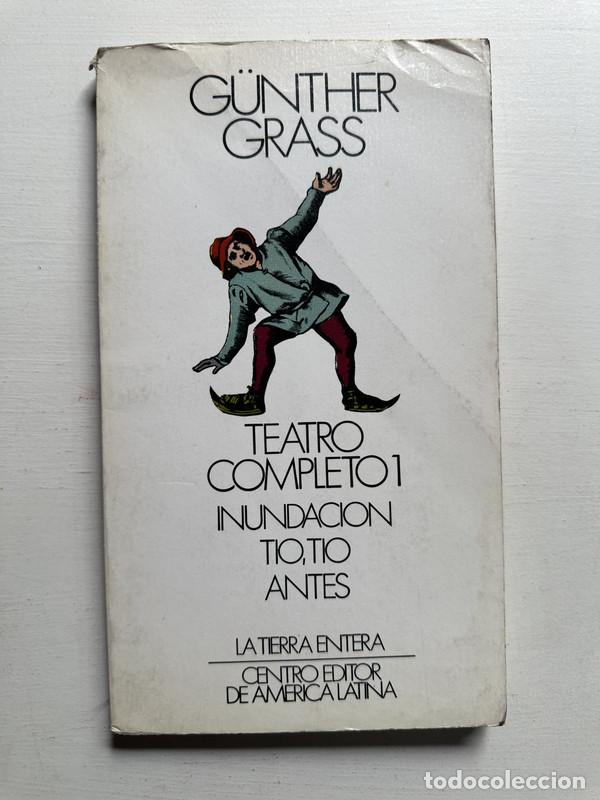 GÜNTHER
GRASS
TEATRO
COMPLETO 1
INUNDACION
TIO, TIO
ANTES
LA TIERRA ENTERA
CENTRO EDITOR
DE AMERICA LATINA
todocoleccion